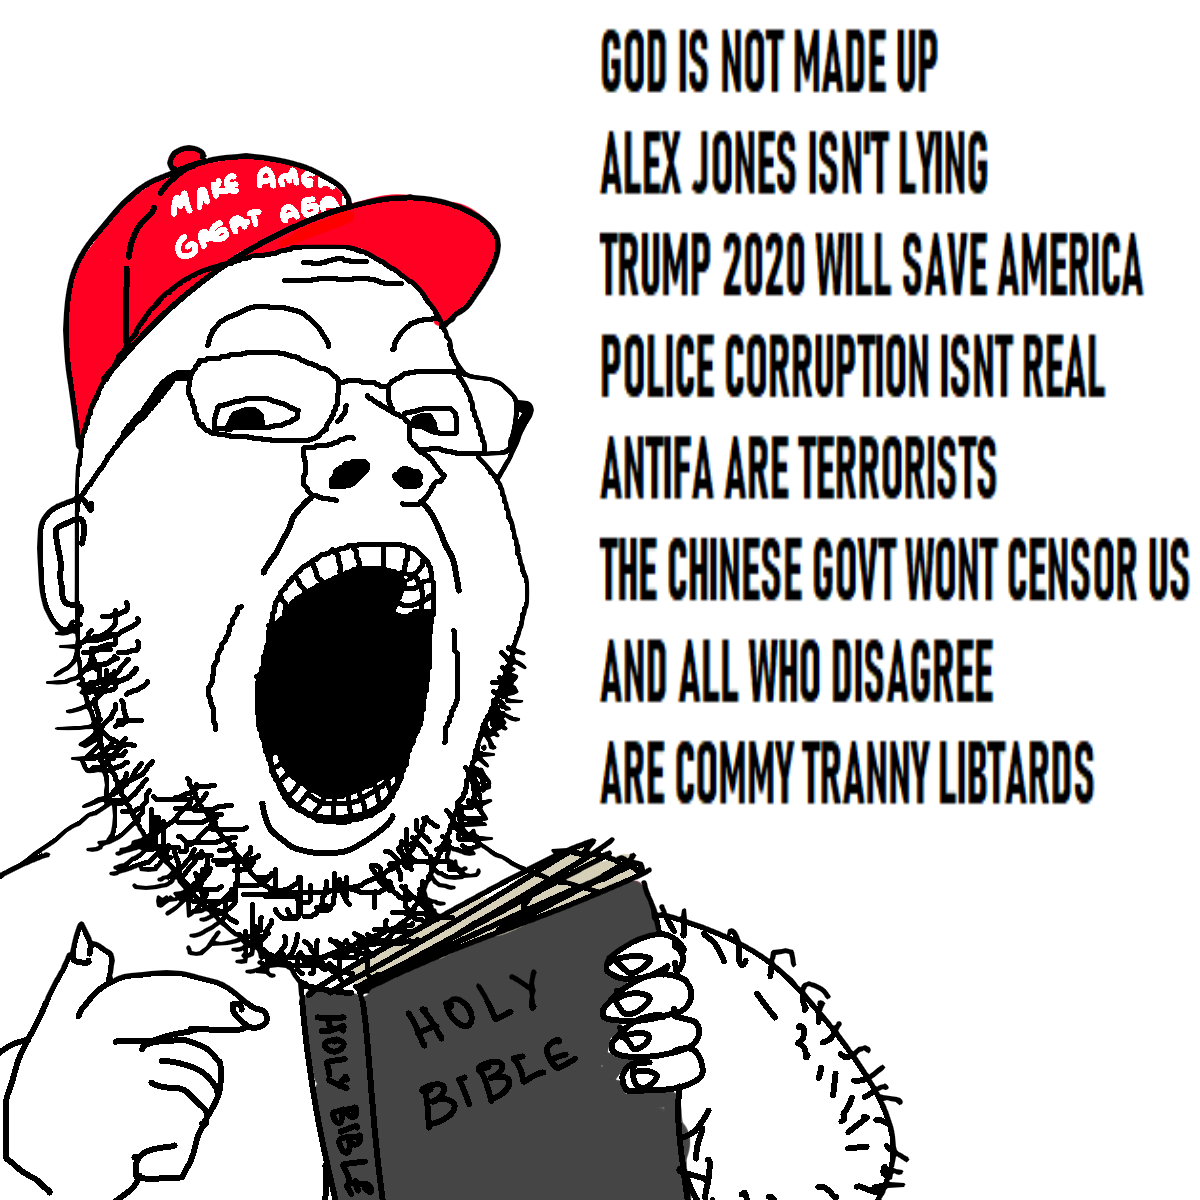 MAKE AMER
GREAT AGA
GOD IS NOT MADE UP
ALEX JONES ISN'T LYING
TRUMP 2020 WILL SAVE AMERICA
POLICE CORRUPTION ISNT REAL
ANTIFA ARE TERRORISTS
THE CHINESE GOVT WONT CENSOR US
AND ALL WHO DISAGREE
ARE COMMY TRANNY LIBTARDS
HOLY BIBLE
HOLY
BIBLE